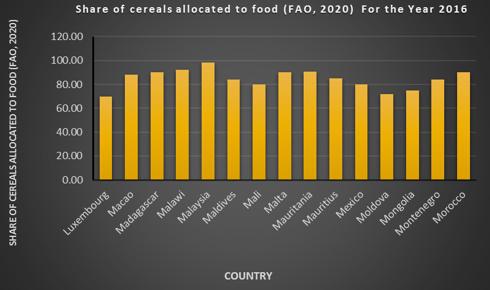 Share of cereals allocated to food (FAO, 2020)  For the Year 2016
SHARE OF CEREALS ALLOCATED TO FOOD (FAO, 2020)
120.00
100.00
80.00
60.00
40.00
20.00
0.00
Luxembourg
Macao
Madagascar
Malawi
Malaysia
Maldives
Mali
Malta
Mauritania
Mauritius
Mexico
Moldova
Mongolia
Montenegro
Morocco
COUNTRY